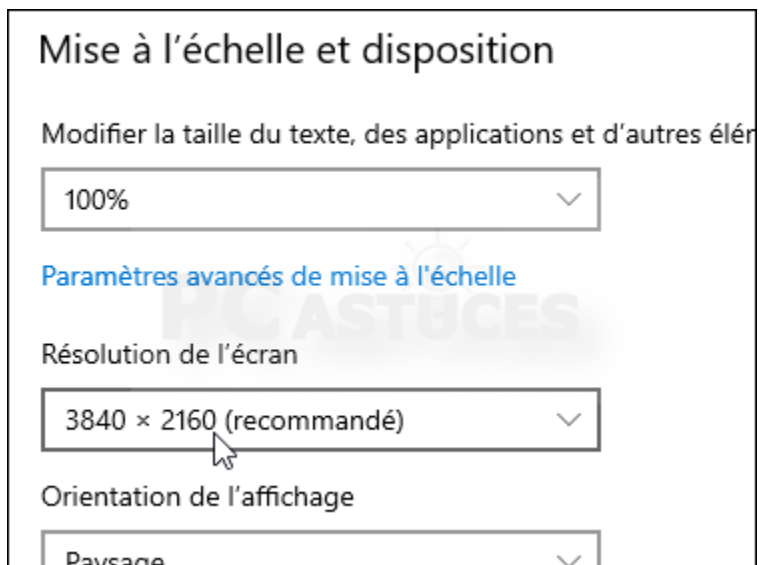 Mise à l'échelle et disposition
Modifier la taille du texte, des applications et d'autres élér
100%
Paramètres avancés de mise à l'échelle
PC ASTUCES
Résolution de l'écran
3840 × 2160 (recommandé)
Orientation de l'affichage
Paysage